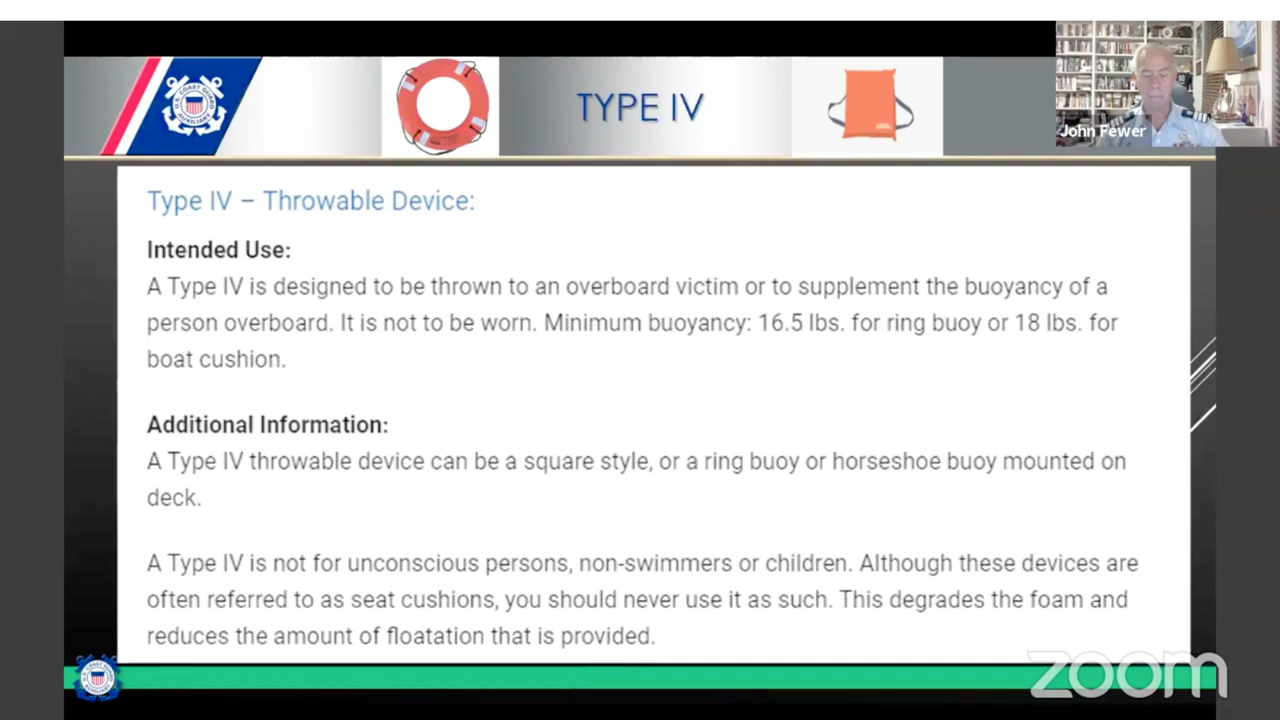 TYPE IV
John Fewer
Type IV – Throwable Device:
Intended Use:
A Type IV is designed to be thrown to an overboard victim or to supplement the buoyancy of a
person overboard. It is not to be worn. Minimum buoyancy: 16.5 lbs. for ring buoy or 18 lbs. for
boat cushion.
Additional Information:
A Type IV throwable device can be a square style, or a ring buoy or horseshoe buoy mounted on
deck.
A Type IV is not for unconscious persons, non-swimmers or children. Although these devices are
often referred to as seat cushions, you should never use it as such. This degrades the foam and
reduces the amount of floatation that is provided.
U.S. COAST GUARD
AUXILIARY
zoom